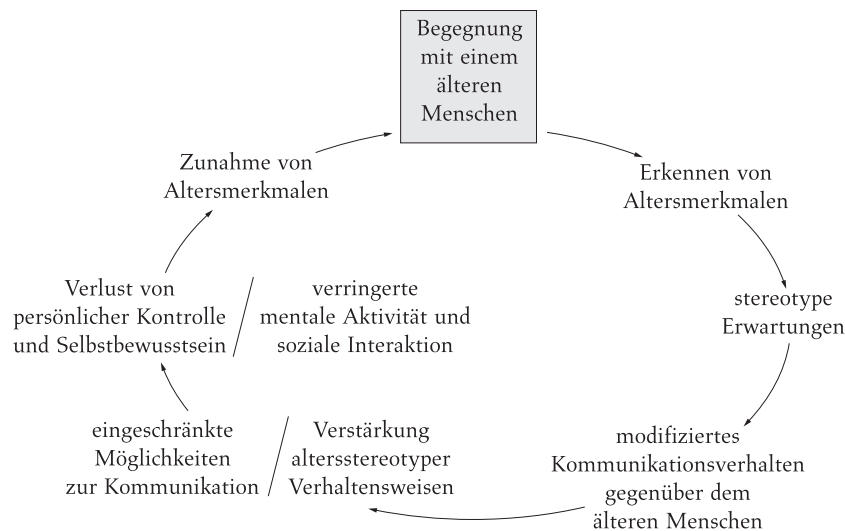 Begegnung
mit einem
älteren
Menschen
Erkennen von
Altersmerkmalen
stereotype
Erwartungen
modifiziertes
Kommunikationsverhalten
gegenüber dem
älteren Menschen
Verstärkung
altersstereotyper
Verhaltensweisen
eingeschränkte
Möglichkeiten
zur Kommunikation
verringerte
mentale Aktivität und
soziale Interaktion
Verlust von
persönlicher Kontrolle
und Selbstbewusstsein
Zunahme von
Altersmerkmalen